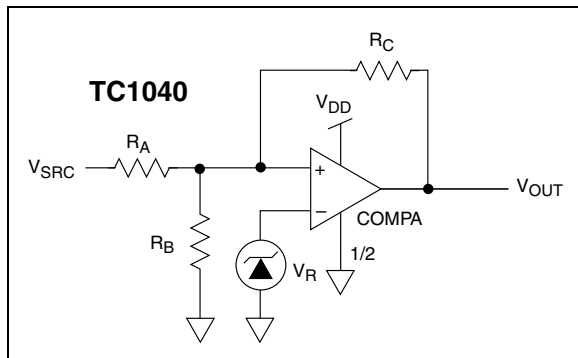 R_C
TC1040
V_DD
R_A
V_SRC
+
V_OUT
−
COMPA
R_B
V_R
1/2